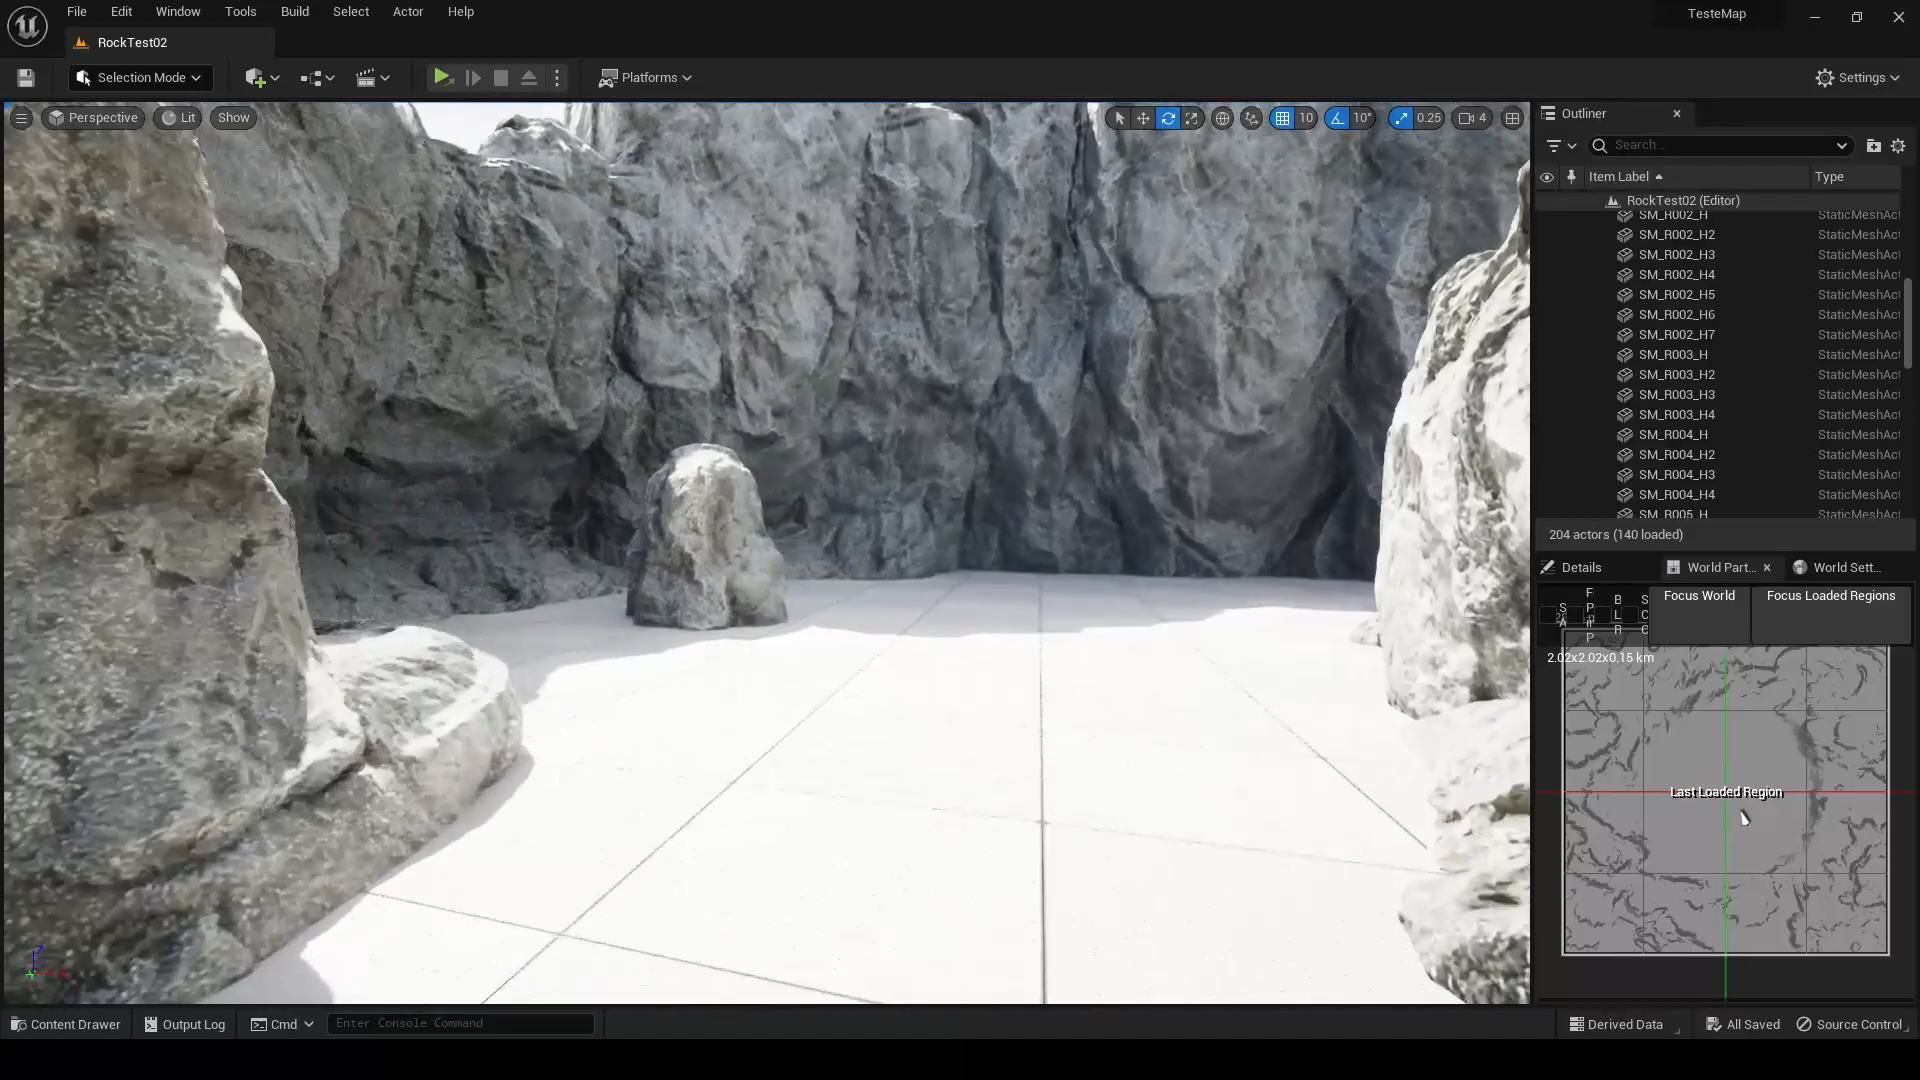 File Edit Window Tools Build Select Actor Help
TesteMap
RockTest02
Selection Mode
Platforms
Settings
Perspective
Lit
Show
10
10°
0.25
4
Outliner
Search...
Item Label
Type
RockTest02 (Editor)
SM_R002_H StaticMeshAct
SM_R002_H2 StaticMeshAct
SM_R002_H3 StaticMeshAct
SM_R002_H4 StaticMeshAct
SM_R002_H5 StaticMeshAct
SM_R002_H6 StaticMeshAct
SM_R002_H7 StaticMeshAct
SM_R003_H StaticMeshAct
SM_R003_H2 StaticMeshAct
SM_R003_H3 StaticMeshAct
SM_R003_H4 StaticMeshAct
SM_R004_H StaticMeshAct
SM_R004_H2 StaticMeshAct
SM_R004_H3 StaticMeshAct
SM_R004_H4 StaticMeshAct
SM_R005_H StaticMeshAct
204 actors (140 loaded)
Details
World Part...
World Sett...
Focus World
Focus Loaded Regions
2.02x2.02x0.15 km
Last Loaded Region
Content Drawer
Output Log
Cmd
Enter Console Command
Derived Data
All Saved
Source Control